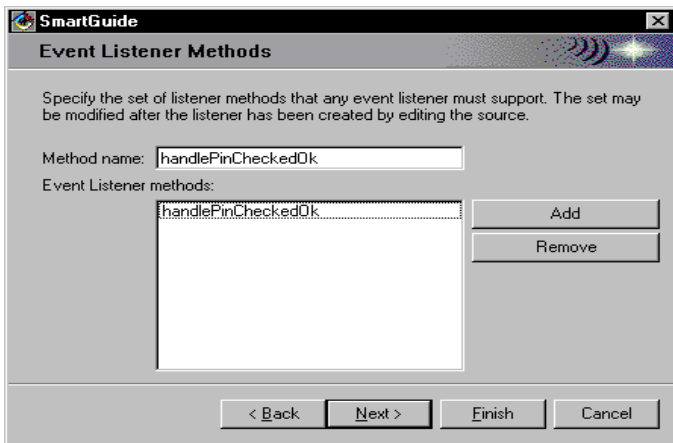 SmartGuide
Event Listener Methods
Specify the set of listener methods that any event listener must support. The set may
be modified after the listener has been created by editing the source.
Method name: handlePinCheckedOk
Event Listener methods:
handlePinCheckedOk
Add
Remove
< Back
Next >
Finish
Cancel